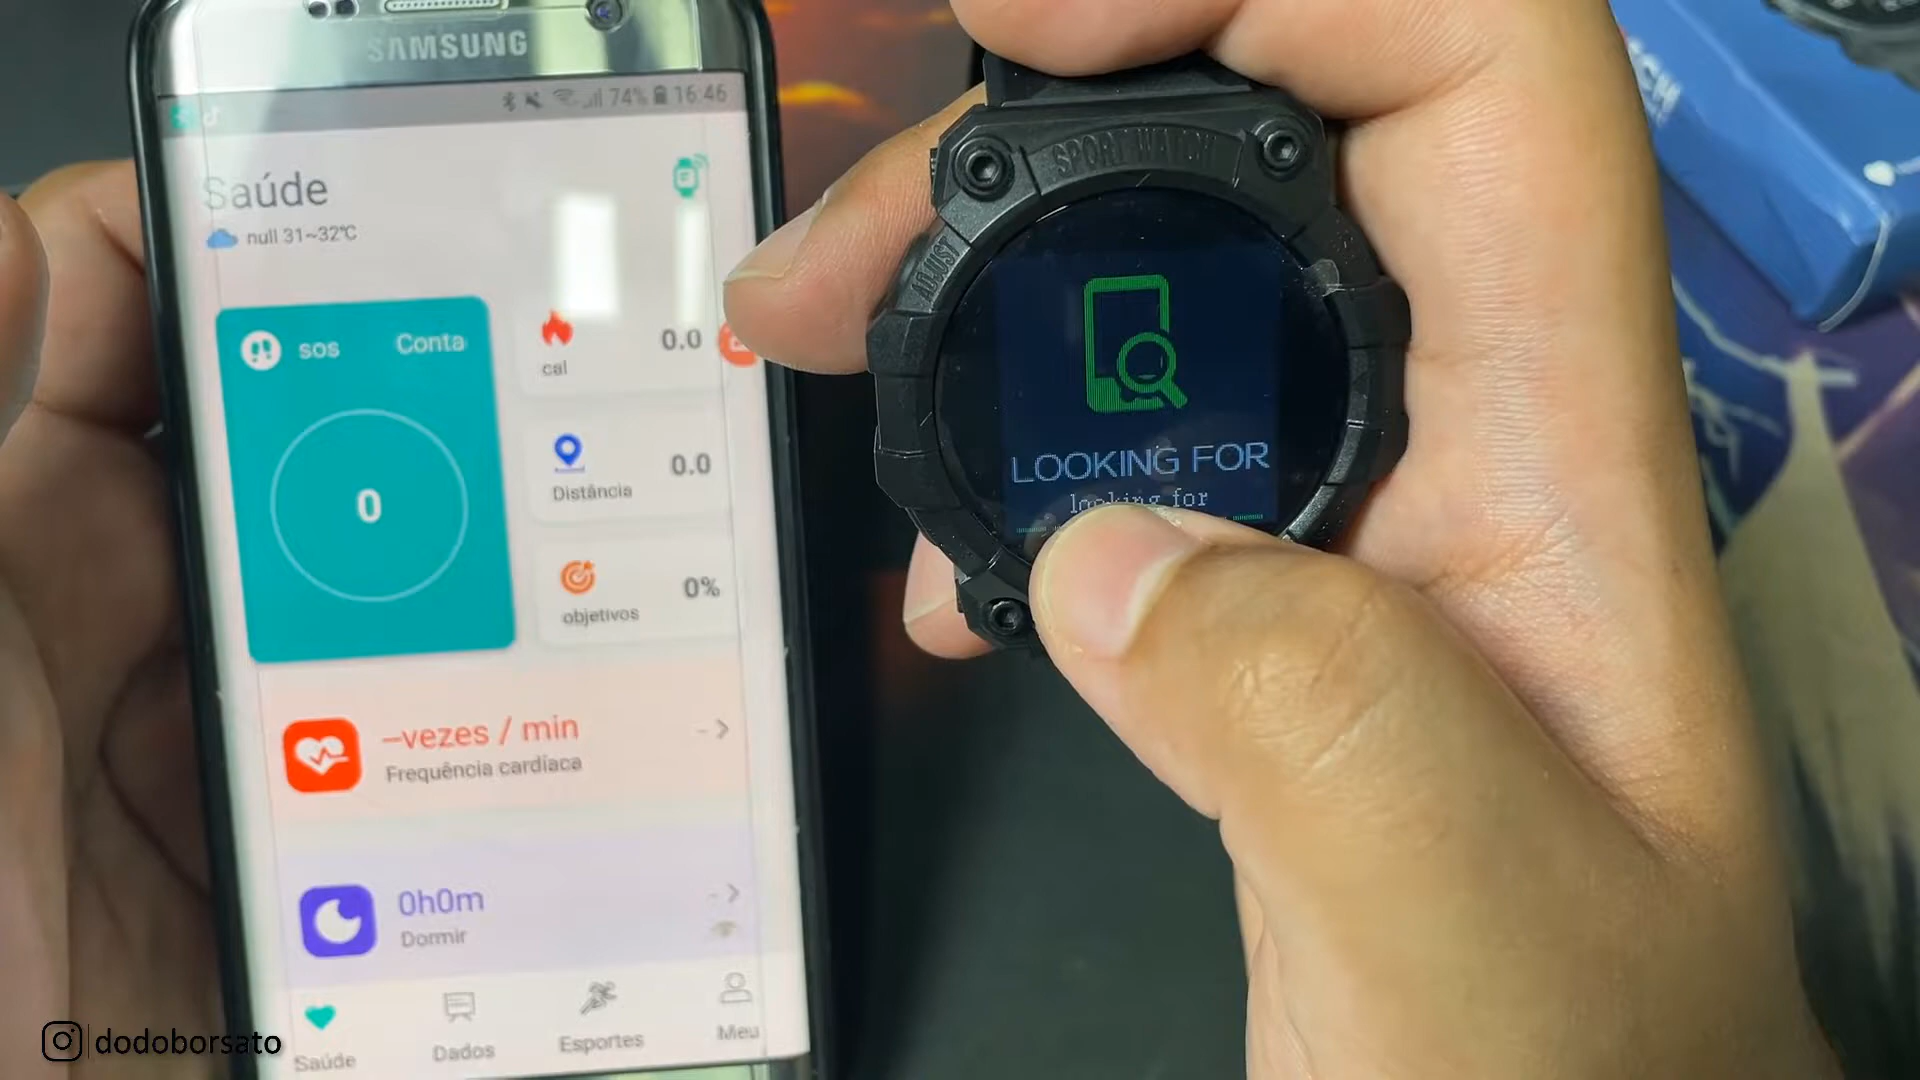 SAMSUNG
74% 16:46
Saúde
null 31~32℃
sos Conta
0
0.0
cal
0.0
Distância
0%
objetivos
–vezes / min
Frequência cardíaca
0h0m
Dormir
Saúde
Dados
Esportes
Meu
SPORT WATCH
ADJUST
LOOKING FOR
looking for
dodoborsato